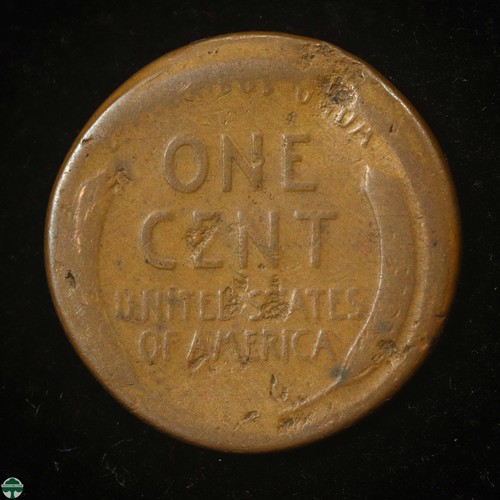 ONE
CENT
UNITED STATES
OF AMERICA